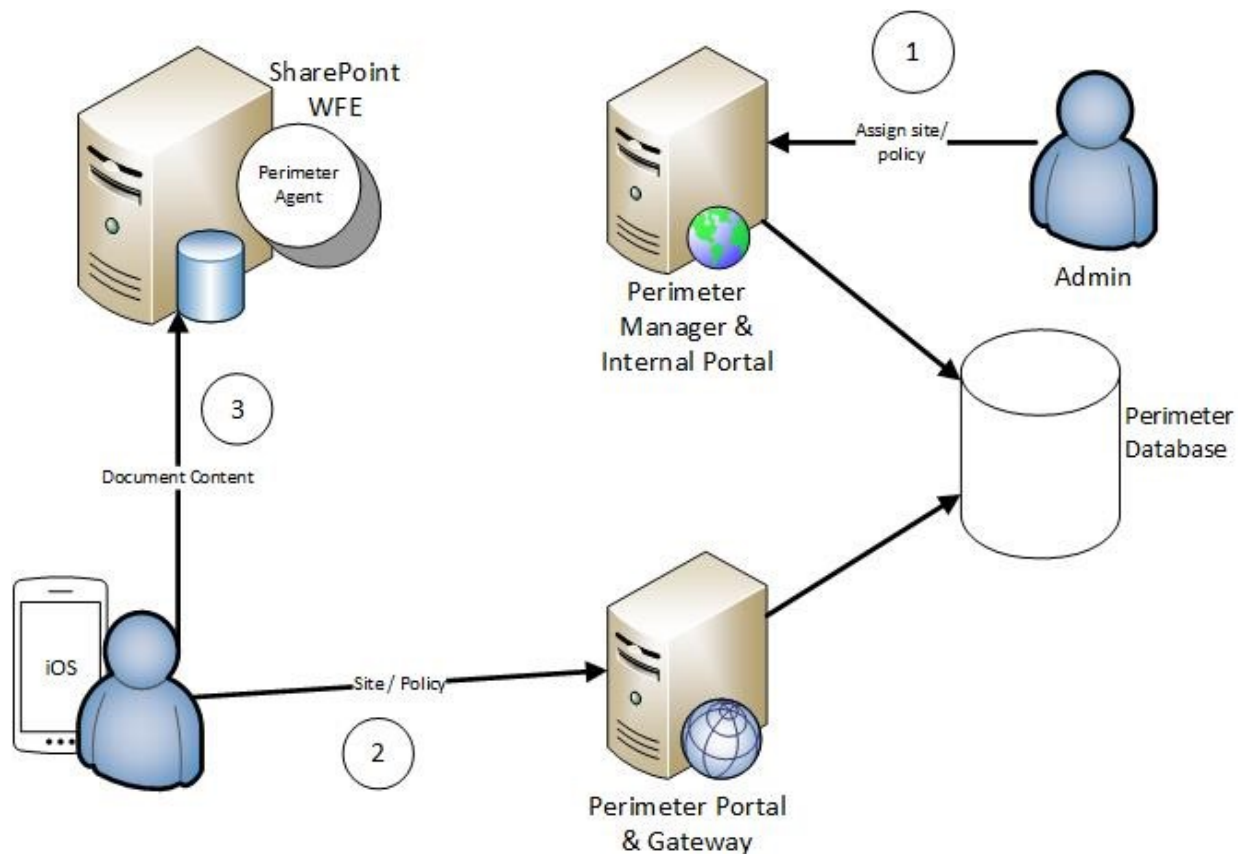 SharePoint
WFE
Perimeter
Agent
1
Assign site/
policy
Admin
Perimeter
Manager &
Internal Portal
Perimeter
Database
3
Document Content
iOS
Site / Policy
2
Perimeter Portal
& Gateway